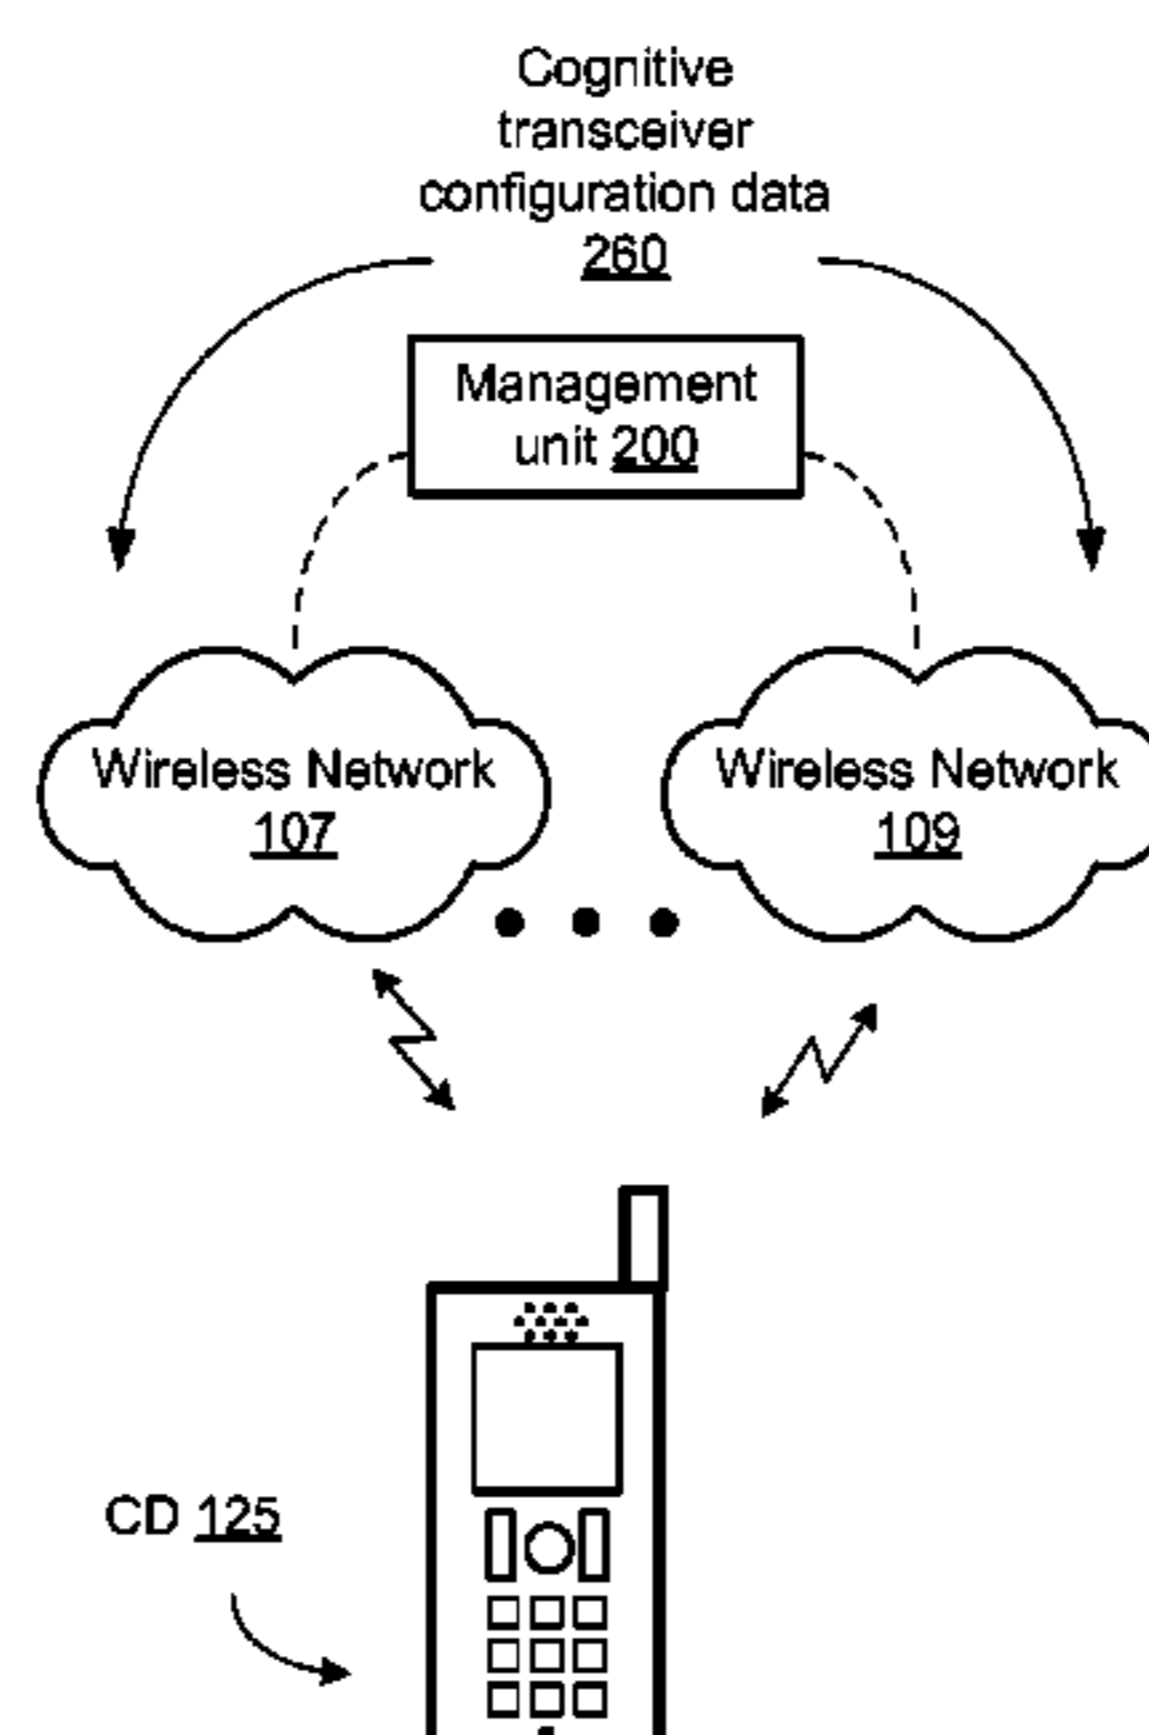 Cognitive
transceiver
configuration data
260
Management
unit 200
Wireless Network
107
Wireless Network
109
CD 125